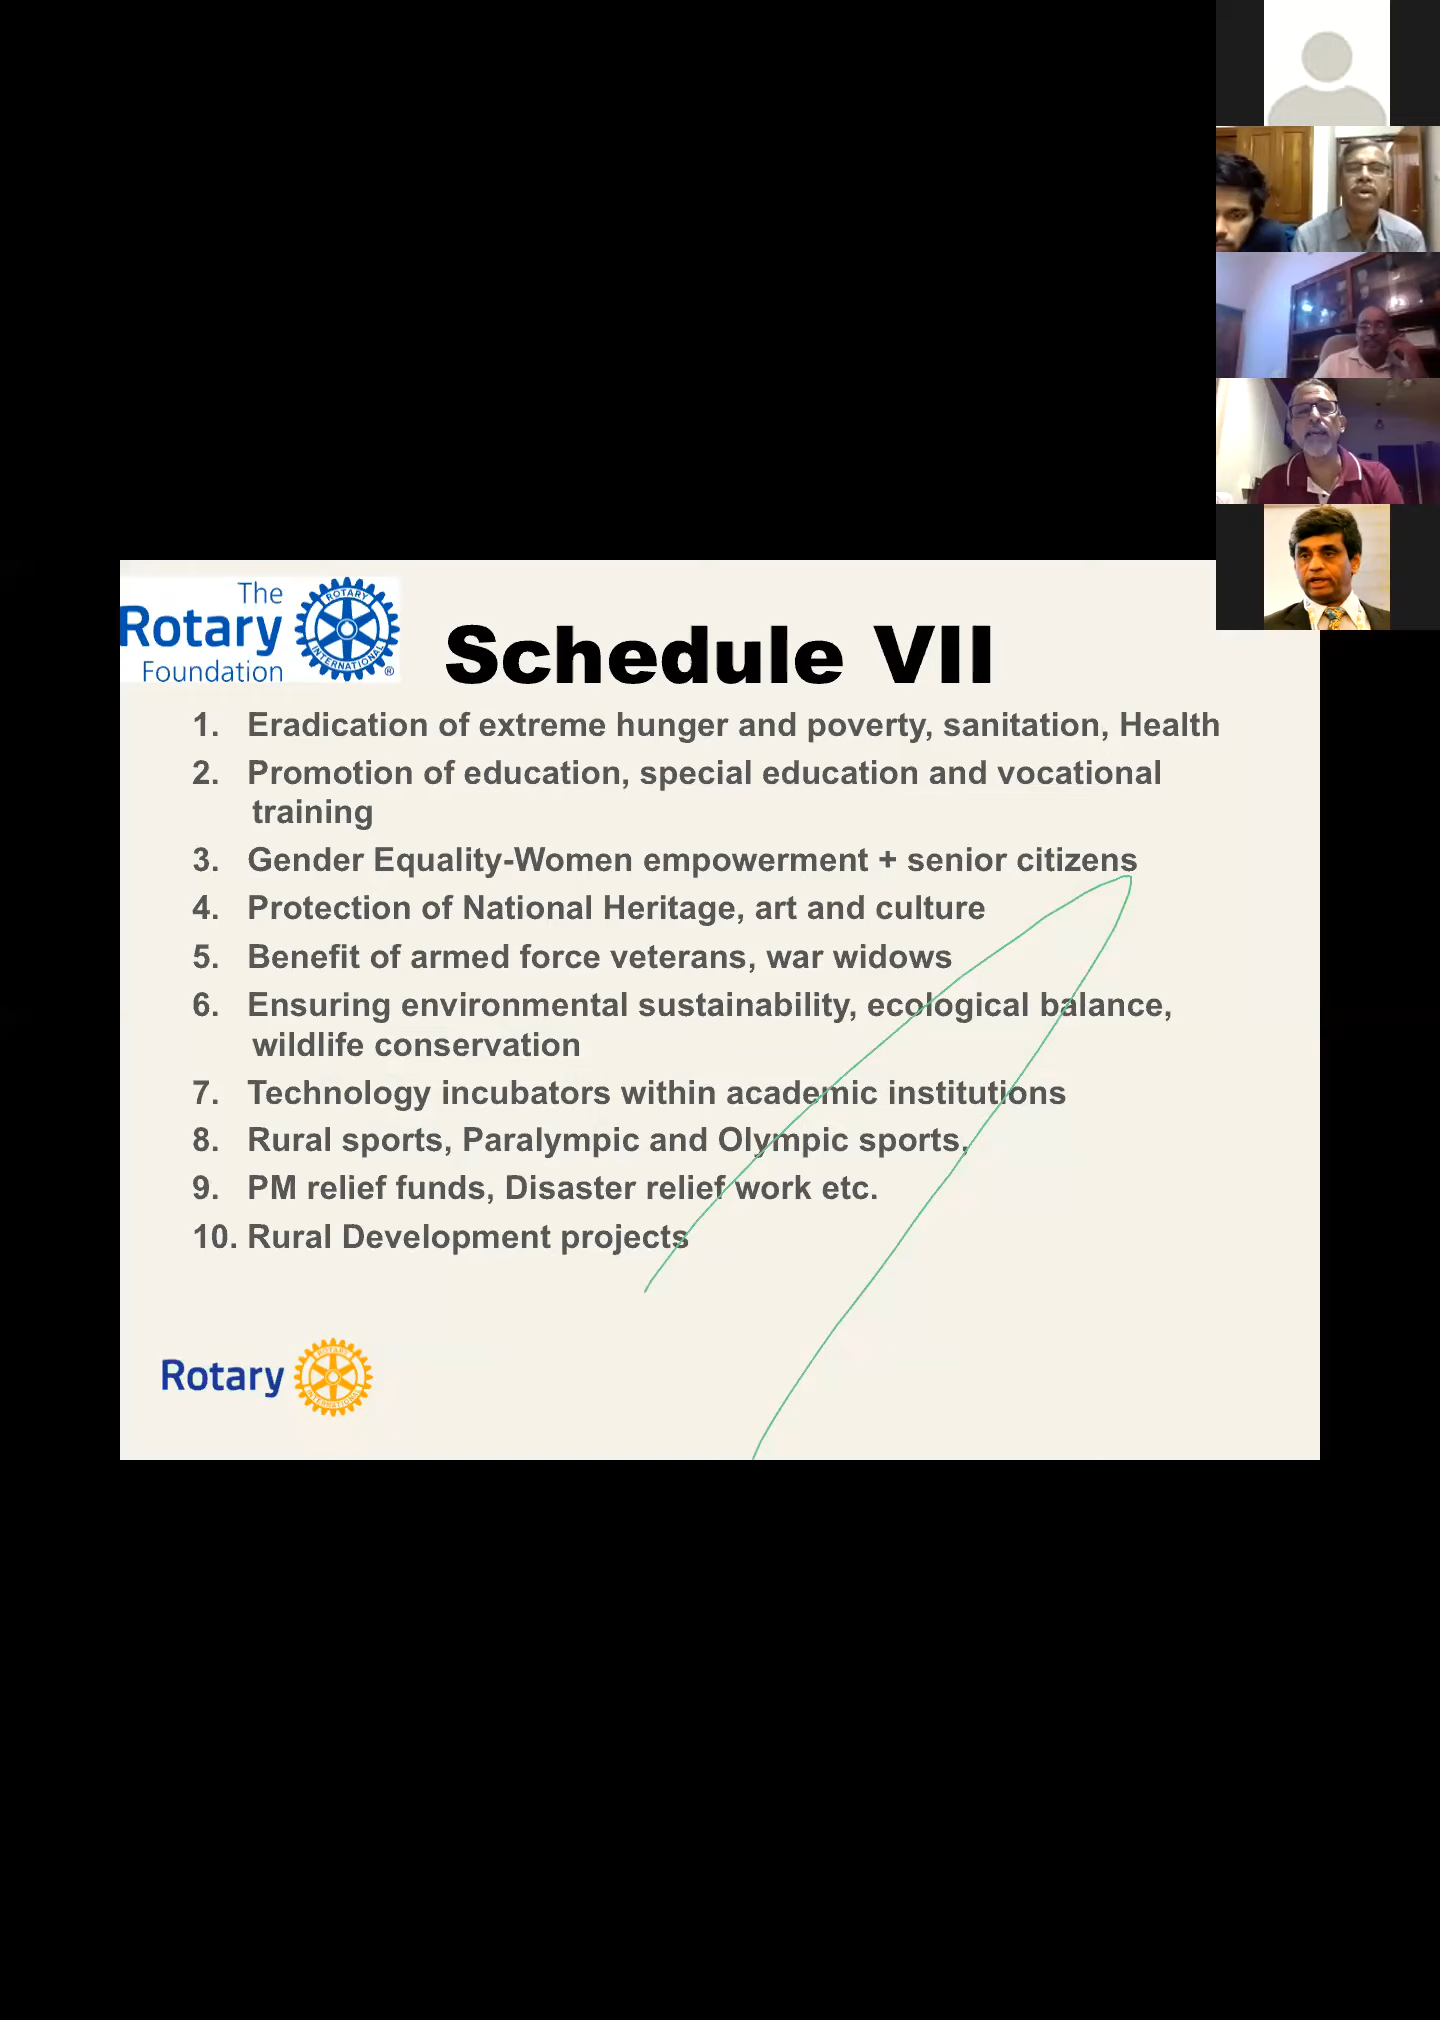 The
Rotary
Foundation
ROTARY
INTERNATIONAL
®
Schedule VII
1. Eradication of extreme hunger and poverty, sanitation, Health
2. Promotion of education, special education and vocational
training
3. Gender Equality-Women empowerment + senior citizens
4. Protection of National Heritage, art and culture
5. Benefit of armed force veterans, war widows
6. Ensuring environmental sustainability, ecological balance,
wildlife conservation
7. Technology incubators within academic institutions
8. Rural sports, Paralympic and Olympic sports,
9. PM relief funds, Disaster relief work etc.
10. Rural Development projects
Rotary
ROTARY
INTERNATIONAL